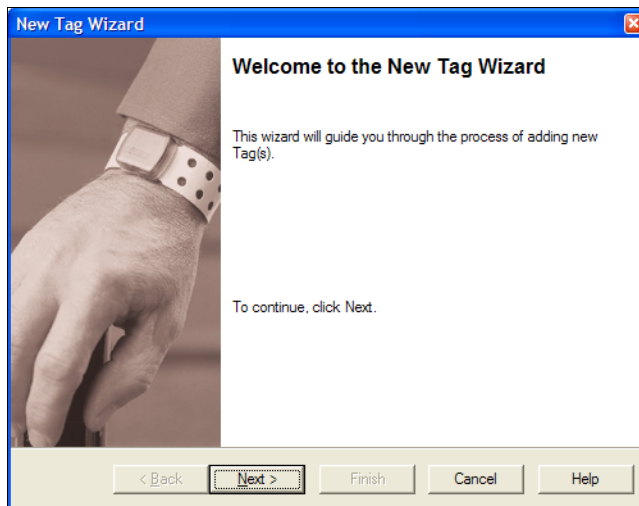 New Tag Wizard
Welcome to the New Tag Wizard
This wizard will guide you through the process of adding new
Tag(s).
To continue, click Next.
< Back
Next >
Finish
Cancel
Help